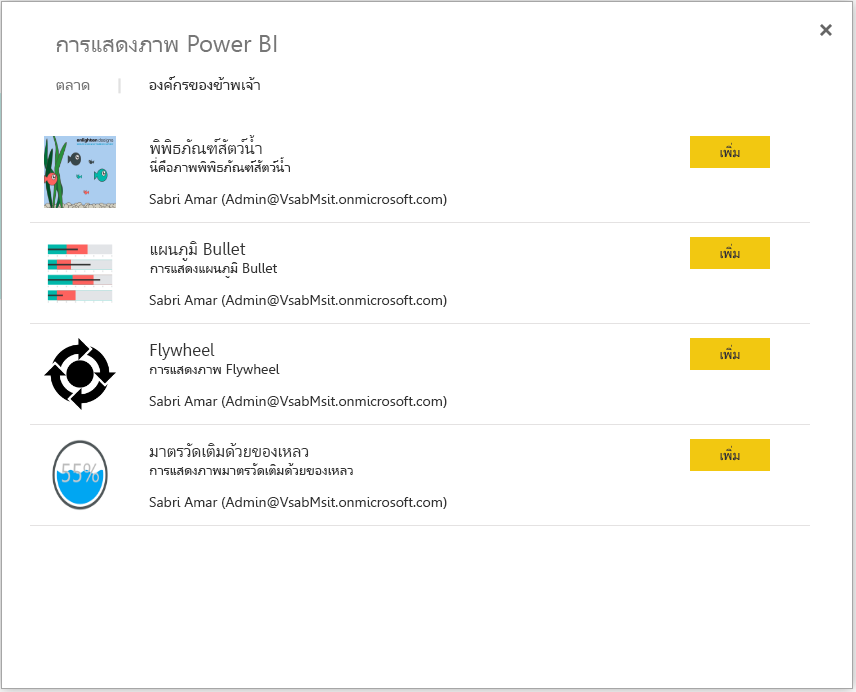 การแสดงภาพ Power BI
ตลาด | องค์กรของข้าพเจ้า
enlighten designs
พิพิธภัณฑ์สัตว์น้ำ
นี่คือภาพพิพิธภัณฑ์สัตว์น้ำ
เพิ่ม
Sabri Amar (Admin@VsabMsit.onmicrosoft.com)
แผนภูมิ Bullet
การแสดงแผนภูมิ Bullet
เพิ่ม
Sabri Amar (Admin@VsabMsit.onmicrosoft.com)
Flywheel
การแสดงภาพ Flywheel
เพิ่ม
Sabri Amar (Admin@VsabMsit.onmicrosoft.com)
55%
มาตรวัดเติมด้วยของเหลว
การแสดงภาพมาตรวัดเติมด้วยของเหลว
เพิ่ม
Sabri Amar (Admin@VsabMsit.onmicrosoft.com)